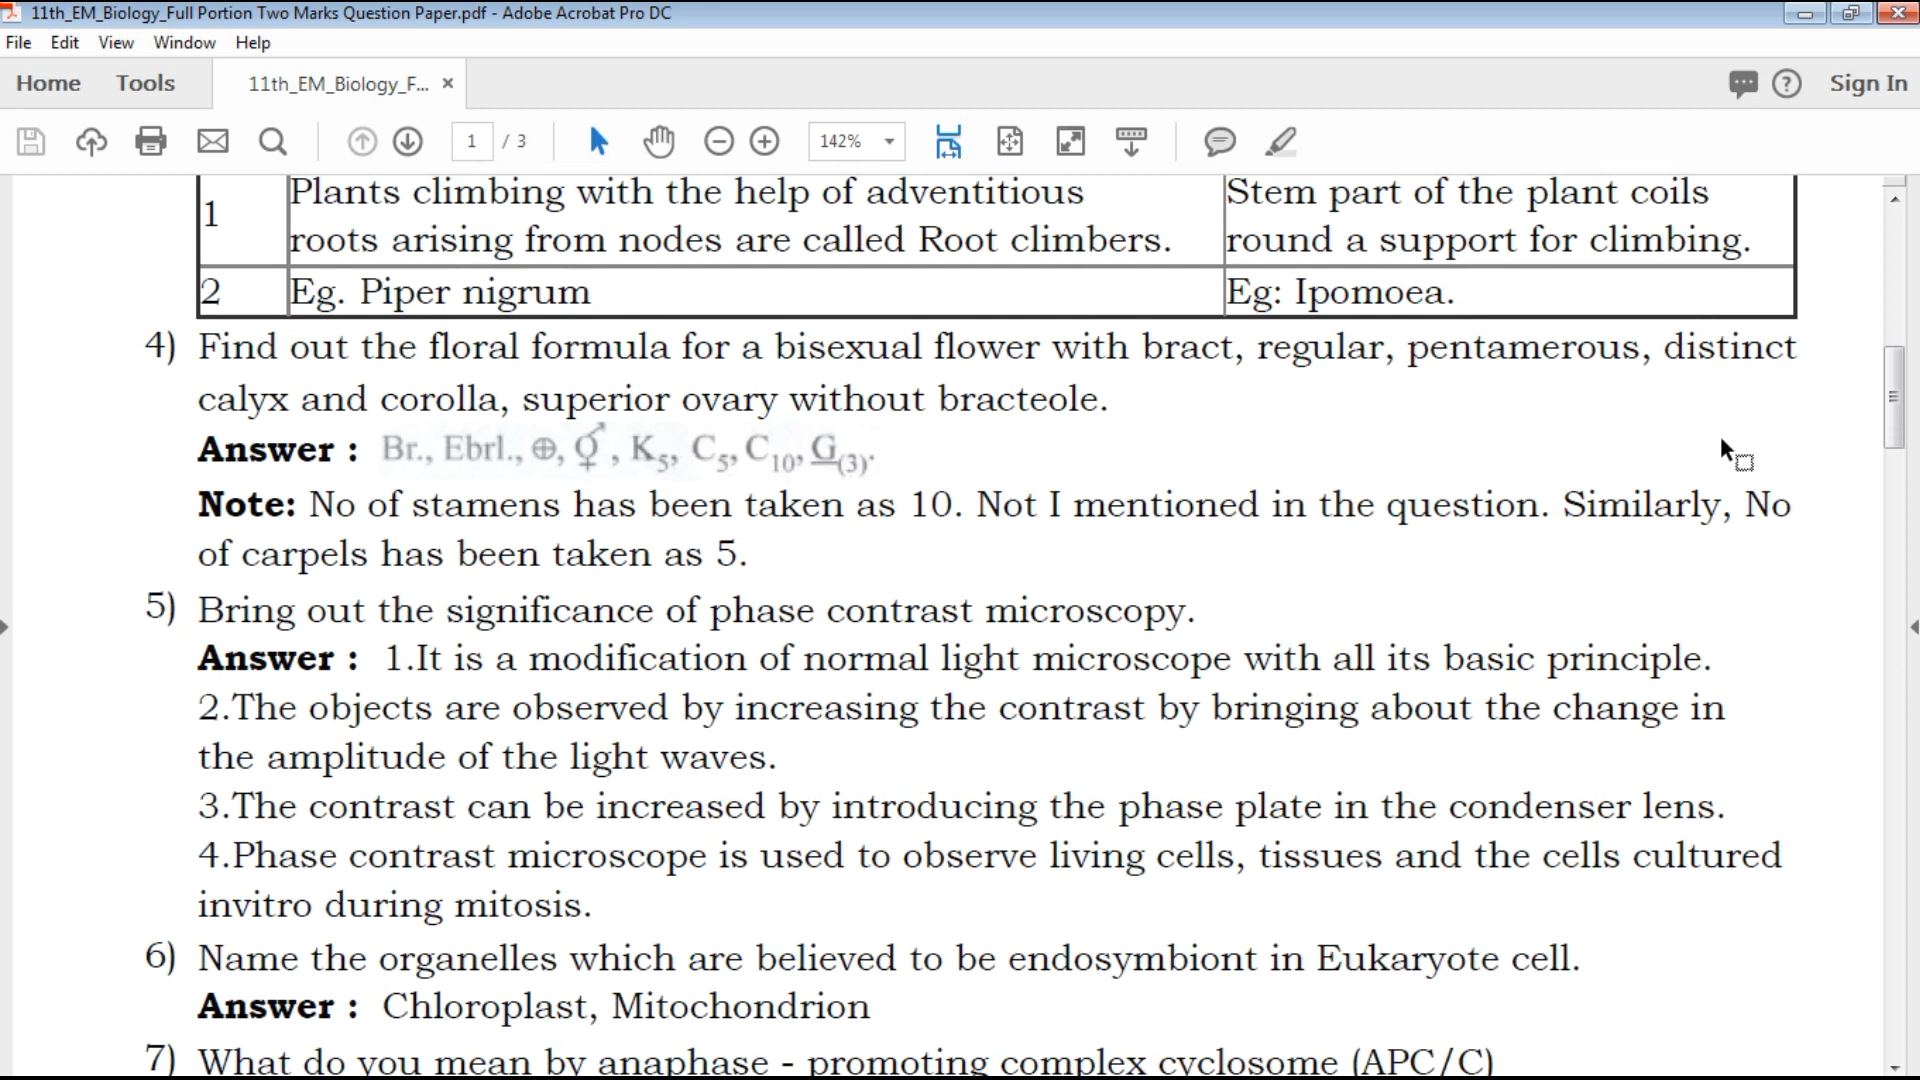 11th_EM_Biology_Full Portion Two Marks Question Paper.pdf - Adobe Acrobat Pro DC
File Edit View Window Help
Home Tools 11th_EM_Biology_F... × Sign In
1 / 3 142%
1 Plants climbing with the help of adventitious roots arising from nodes are called Root climbers. Stem part of the plant coils round a support for climbing.
2 Eg. Piper nigrum Eg: Ipomoea.
4) Find out the floral formula for a bisexual flower with bract, regular, pentamerous, distinct
calyx and corolla, superior ovary without bracteole.
Answer : Br., Ebrl., ⊕, ⚥, K5, C5, C10, G(3).
Note: No of stamens has been taken as 10. Not I mentioned in the question. Similarly, No
of carpels has been taken as 5.
5) Bring out the significance of phase contrast microscopy.
Answer : 1.It is a modification of normal light microscope with all its basic principle.
2.The objects are observed by increasing the contrast by bringing about the change in
the amplitude of the light waves.
3.The contrast can be increased by introducing the phase plate in the condenser lens.
4.Phase contrast microscope is used to observe living cells, tissues and the cells cultured
invitro during mitosis.
6) Name the organelles which are believed to be endosymbiont in Eukaryote cell.
Answer : Chloroplast, Mitochondrion
7) What do you mean by anaphase - promoting complex cyclosome (APC/C)